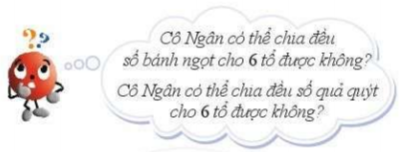 ? ?
Cô Ngân có thể chia đều
số bánh ngọt cho 6 tổ được không?
Cô Ngân có thể chia đều số quả quýt
cho 6 tổ được không?